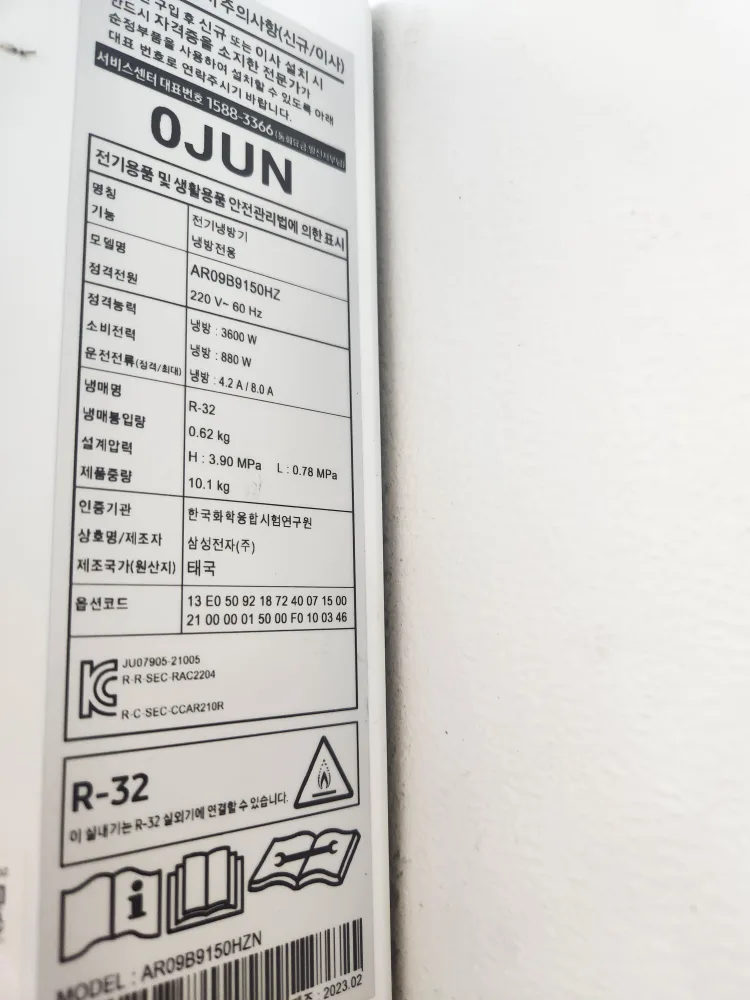 주의사항(신규/이사)
구입 후 신규 또는 이사 설치 시
반드시 자격증을 소지한 전문가가
순정부품을 사용하여 설치할 수 있도록 아래
대표 번호로 연락주시기 바랍니다.
서비스센터 대표번호 1588-3366 (통화요금 발신자부담)
0JUN
전기용품 및 생활용품 안전관리법에 의한 표시
명칭 전기냉방기
기능 냉방전용
모델명 AR09B9150HZ
정격전원 220 V~ 60 Hz
정격능력 냉방 : 3600 W
소비전력 냉방 : 880 W
운전전류(정격/최대) 냉방 : 4.2 A / 8.0 A
냉매명 R-32
냉매봉입량 0.62 kg
설계압력 H : 3.90 MPa L : 0.78 MPa
제품중량 10.1 kg
인증기관 한국화학융합시험연구원
상호명/제조자 삼성전자(주)
제조국가(원산지) 태국
옵션코드 13 E0 50 92 18 72 40 07 15 00
21 00 00 01 50 00 F0 10 03 46
JU07905-21005
R-R-SEC-RAC2204
R-C-SEC-CCAR210R
R-32
이 실내기는 R-32 실외기에 연결할 수 있습니다.
MODEL : AR09B9150HZN
: 2023.02